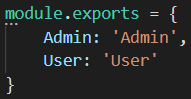 module.exports = {
    Admin: 'Admin',
    User: 'User'
}